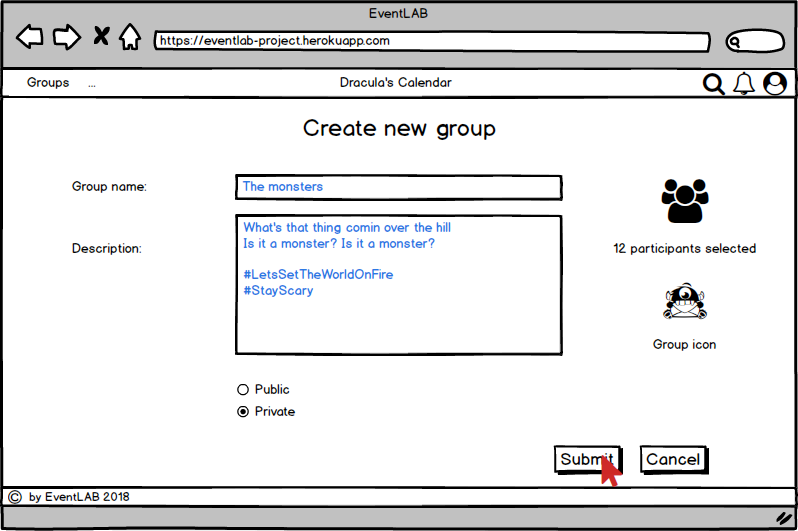 EventLAB
https://eventlab-project.herokuapp.com
Groups ... Dracula's Calendar
Create new group
Group name: The monsters
Description:
What's that thing comin over the hill
Is it a monster? Is it a monster?
#LetsSetTheWorldOnFire
#StayScary
12 participants selected
Group icon
Public
Private
Submit Cancel
© by EventLAB 2018